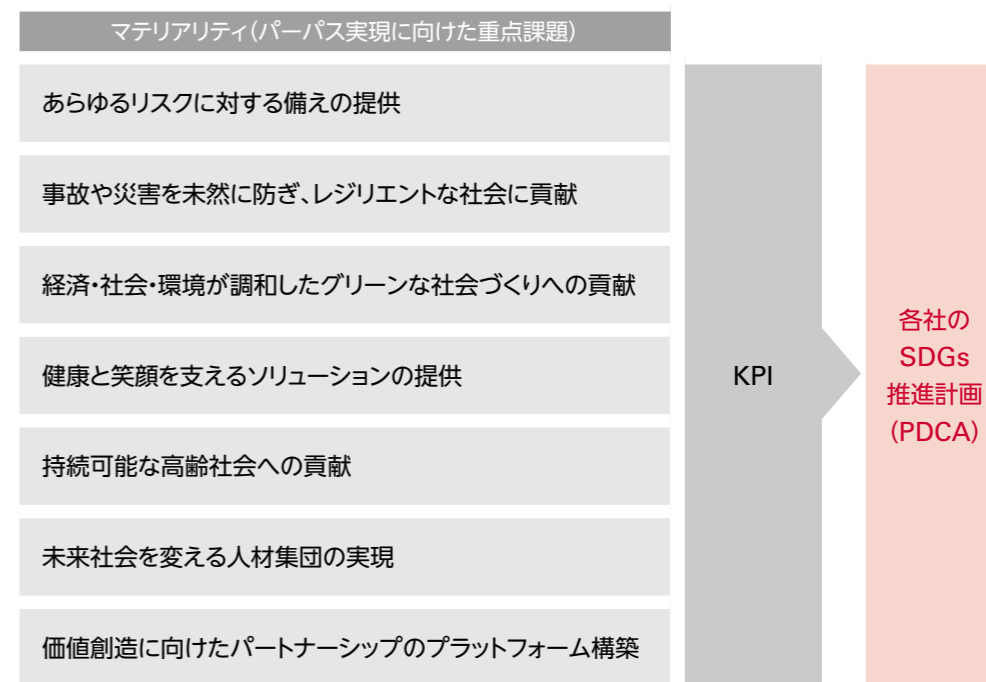 マテリアリティ(パーパス実現に向けた重点課題)
あらゆるリスクに対する備えの提供
事故や災害を未然に防ぎ、レジリエントな社会に貢献
経済・社会・環境が調和したグリーンな社会づくりへの貢献
健康と笑顔を支えるソリューションの提供
持続可能な高齢社会への貢献
未来社会を変える人材集団の実現
価値創造に向けたパートナーシップのプラットフォーム構築
KPI
各社の
SDGs
推進計画
(PDCA)